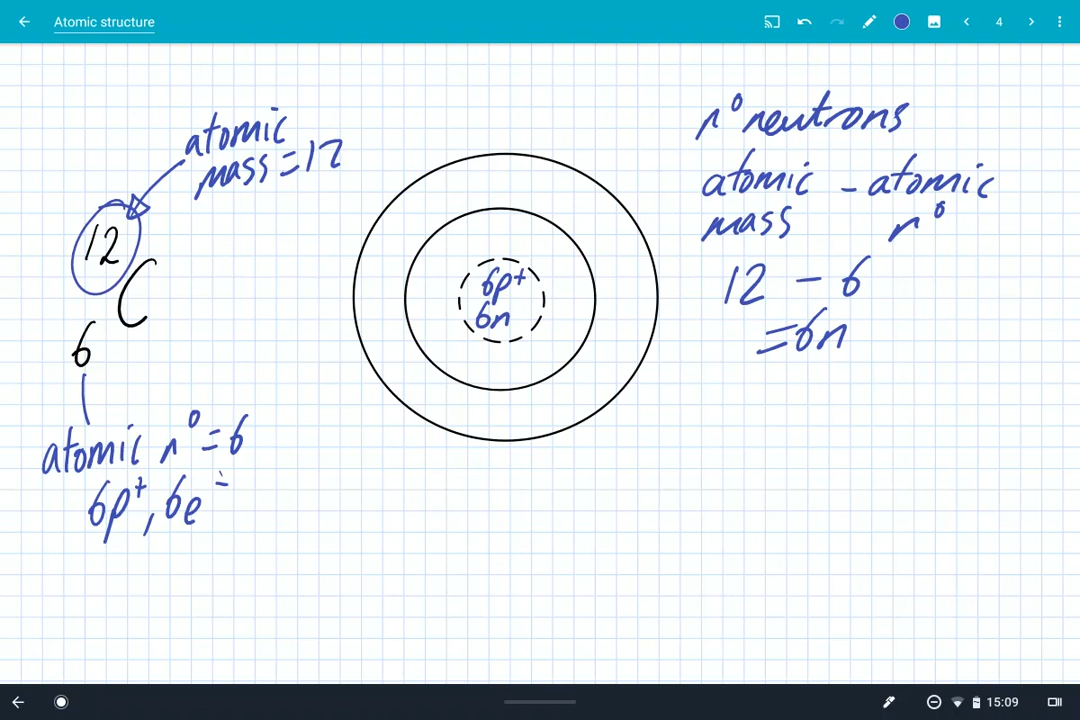 Atomic structure
4
atomic
mass = 12
12
C
6
atomic nº = 6
6p⁺, 6e⁻
6p⁺
6n
nº neutrons
atomic - atomic
mass nº
12 - 6
= 6n
15:09